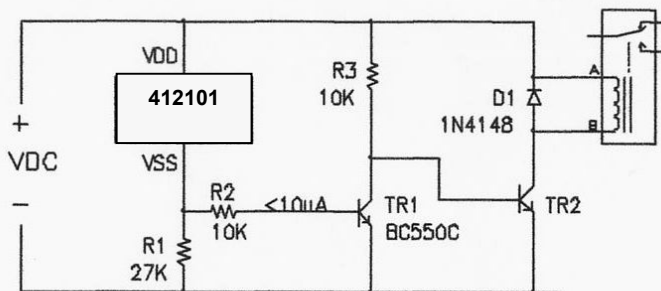 VDD
412101
VSS
+
VDC
−
R1
27K
R2
10K
<10uA
R3
10K
TR1
BC550C
D1
1N4148
TR2
A
B